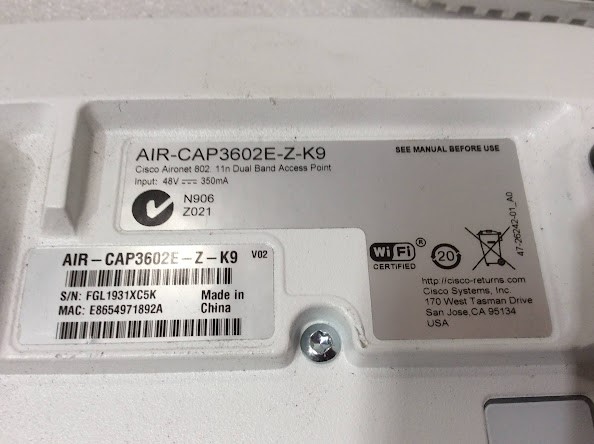 AIR-CAP3602E-Z-K9
SEE MANUAL BEFORE USE
Cisco Aironet 802. 11n Dual Band Access Point
Input: 48V⎓ 350mA
N906
Z021
47-26242-01_A0
Wi Fi ®
CERTIFIED
20
http://cisco-returns.com
Cisco Systems, Inc.
170 West Tasman Drive
San Jose,CA 95134
USA
AIR-CAP3602E-Z-K9 V02
S/N: FGL1931XC5K Made in
MAC: E8654971892A China